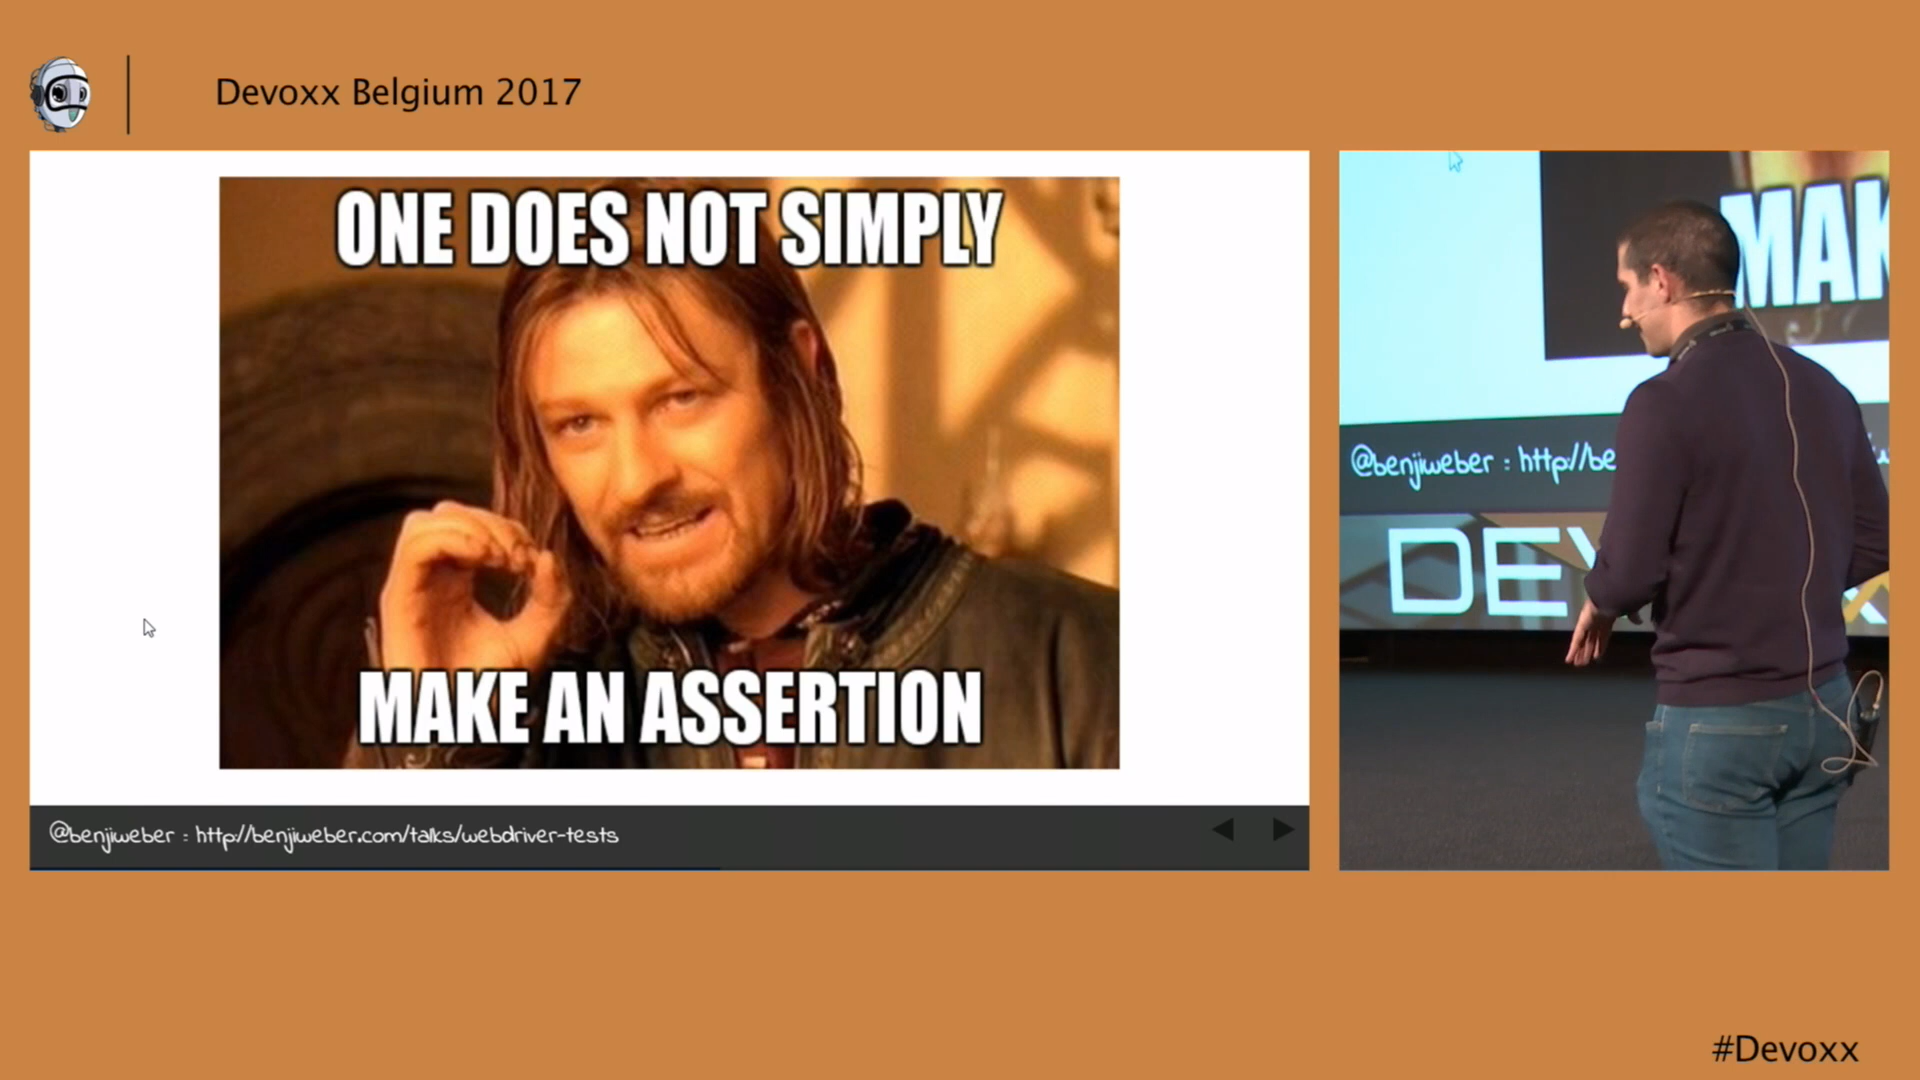 Devoxx Belgium 2017
ONE DOES NOT SIMPLY
MAKE AN ASSERTION
@benjiweber : http://benjiweber.com/talks/webdriver-tests
MAK
@benjiweber : http://be
DEV
#Devoxx